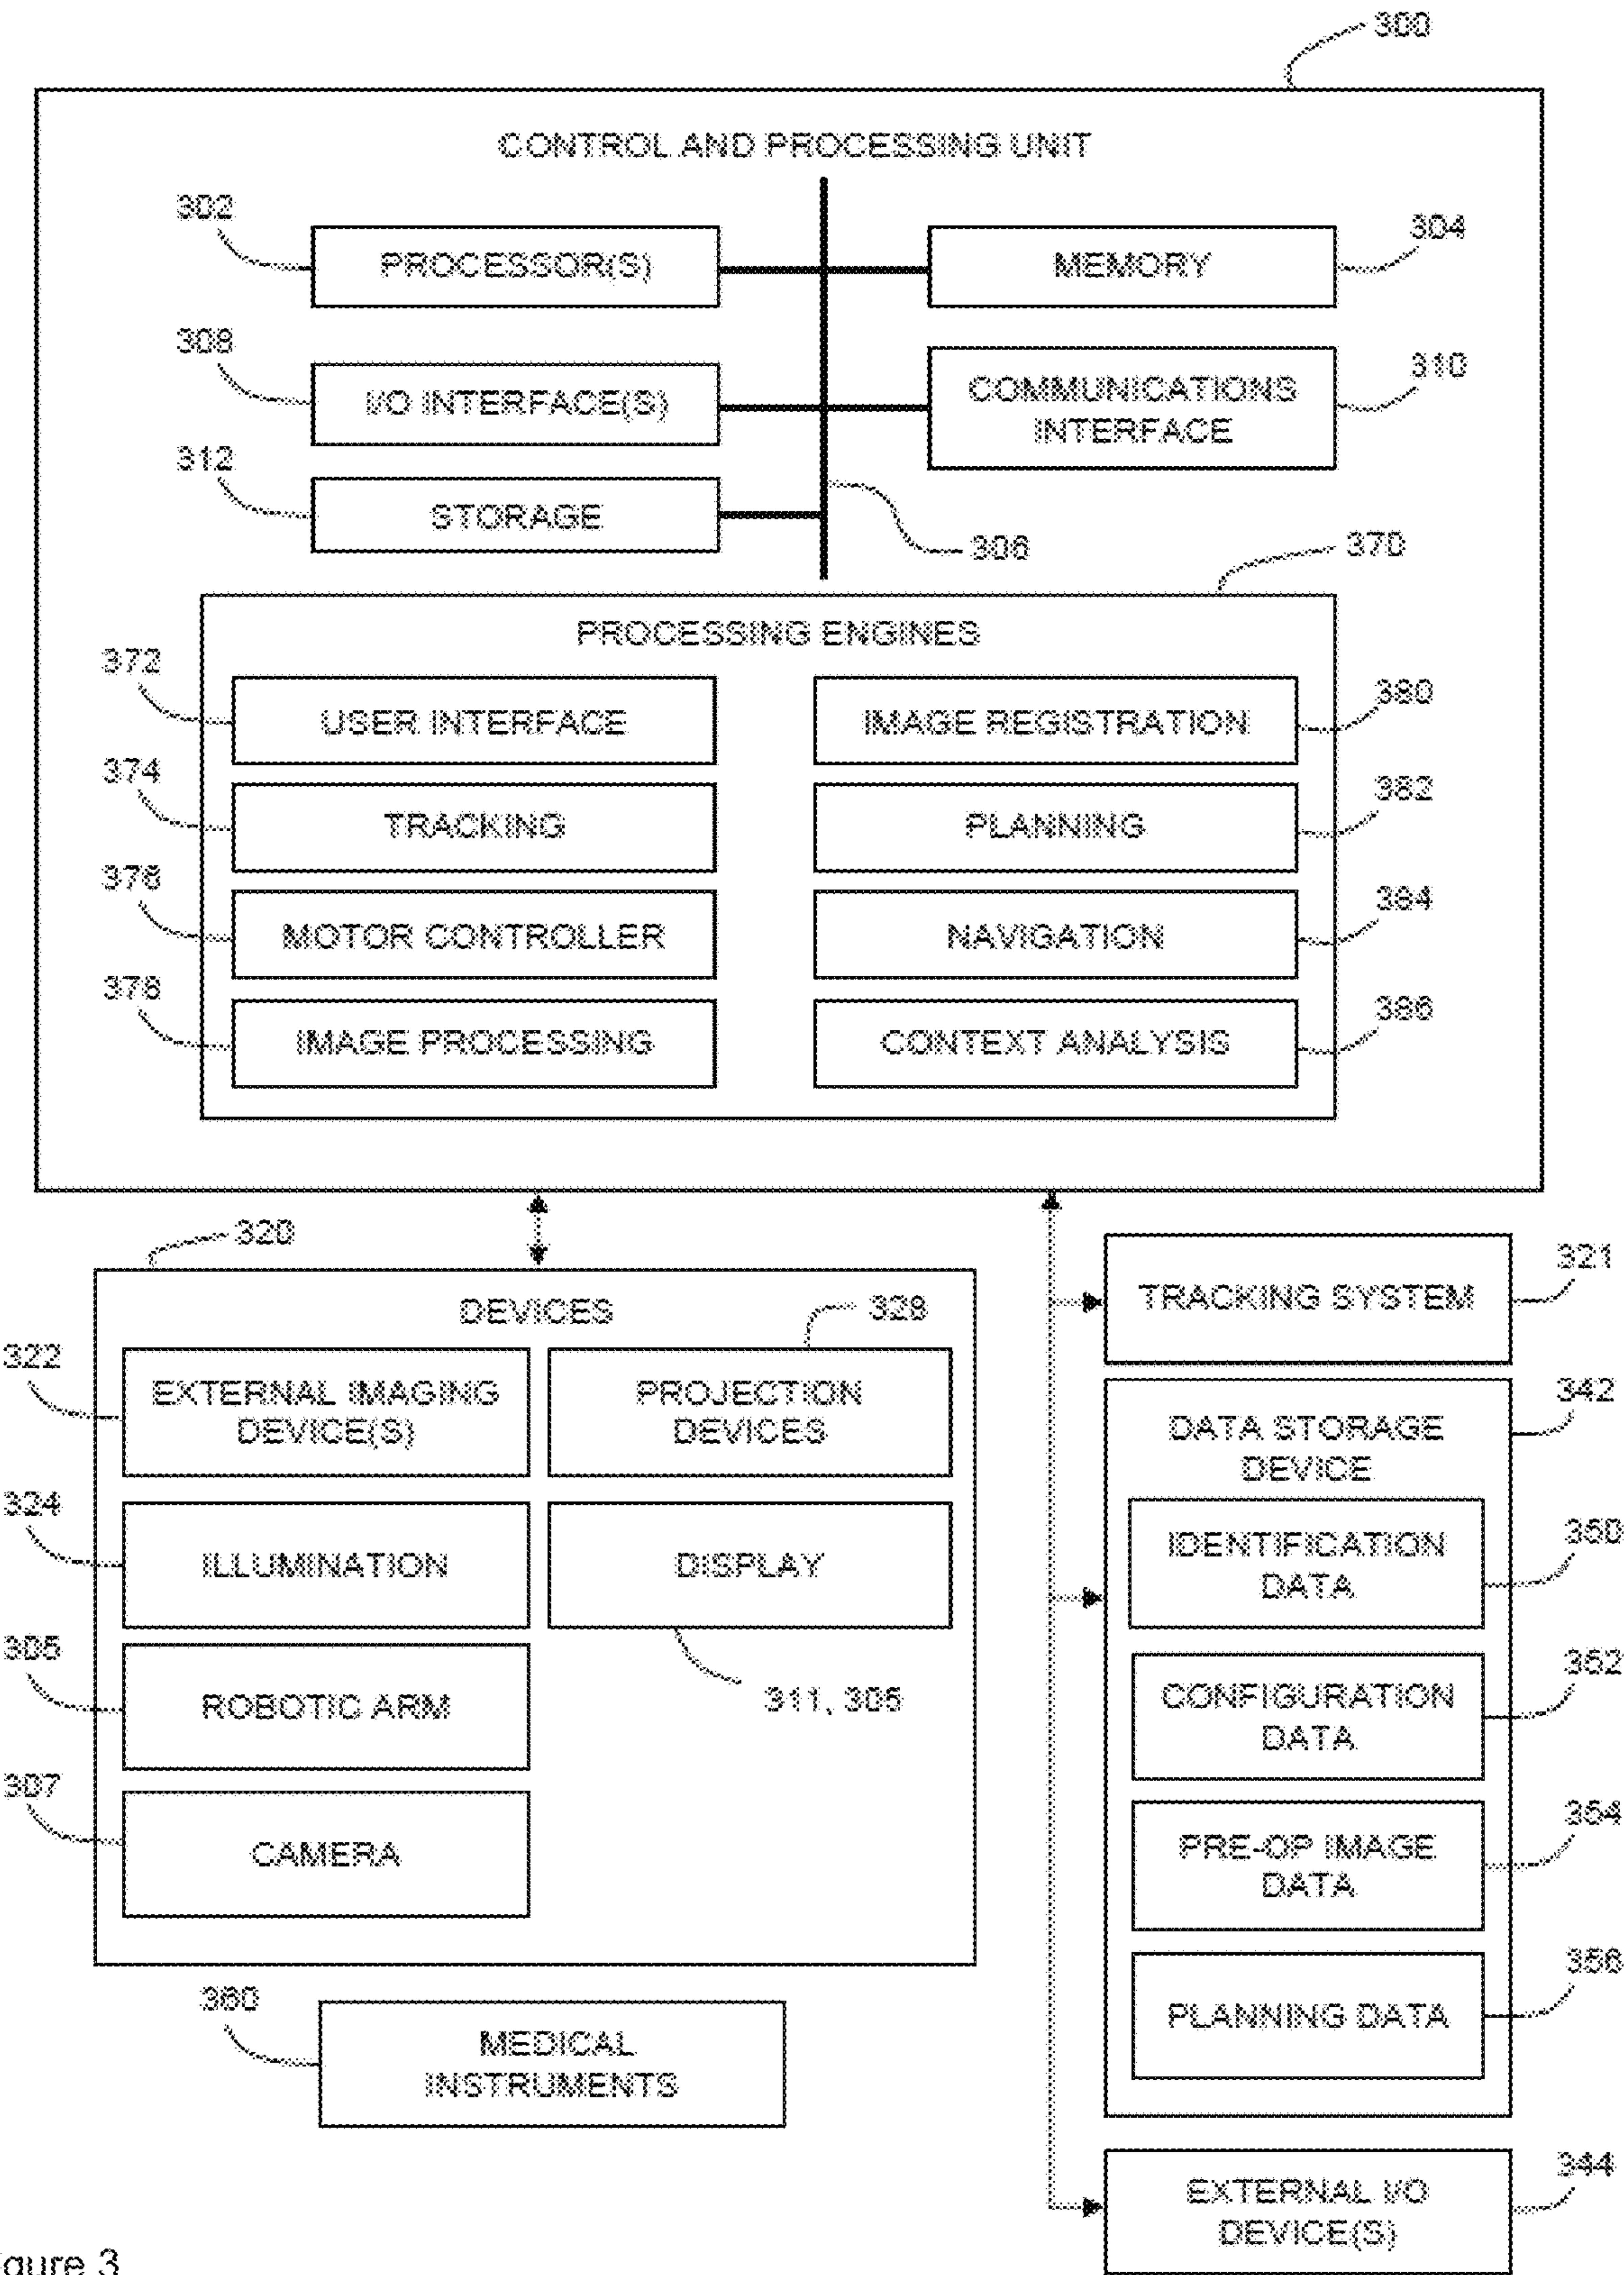 300
CONTROL AND PROCESSING UNIT
302
PROCESSOR(S)
MEMORY
304
308
I/O INTERFACE(S)
COMMUNICATIONS
INTERFACE
310
312
STORAGE
306
370
PROCESSING ENGINES
372
USER INTERFACE
IMAGE REGISTRATION
380
374
TRACKING
PLANNING
382
376
MOTOR CONTROLLER
NAVIGATION
384
378
IMAGE PROCESSING
CONTEXT ANALYSIS
386
320
DEVICES
328
322
EXTERNAL IMAGING
DEVICE(S)
PROJECTION
DEVICES
324
ILLUMINATION
DISPLAY
305
ROBOTIC ARM
311, 305
307
CAMERA
360
MEDICAL
INSTRUMENTS
TRACKING SYSTEM
321
342
DATA STORAGE
DEVICE
IDENTIFICATION
DATA
350
CONFIGURATION
DATA
352
PRE-OP IMAGE
DATA
354
PLANNING DATA
356
EXTERNAL I/O
DEVICE(S)
344
gure 3